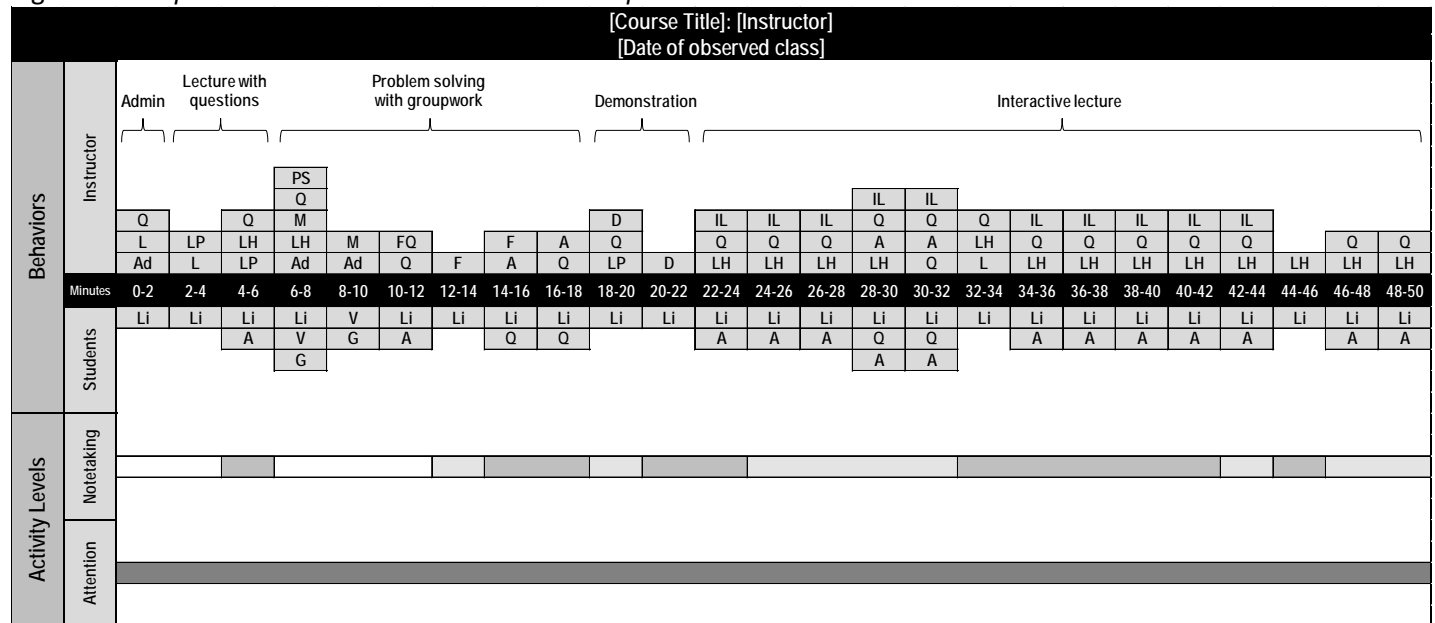 [Course Title]: [Instructor]
[Date of observed class]
Behaviors
Instructor
Admin
Lecture with
questions
Problem solving
with groupwork
Demonstration
Interactive lecture
PS
Q IL IL
Q Q M D IL IL IL Q Q Q IL IL IL IL IL
L LP LH LH M FQ F A Q Q Q Q A A LH Q Q Q Q Q Q Q
Ad L LP Ad Ad Q F A Q LP D LH LH LH LH Q L LH LH LH LH LH LH LH LH
Minutes 0-2 2-4 4-6 6-8 8-10 10-12 12-14 14-16 16-18 18-20 20-22 22-24 24-26 26-28 28-30 30-32 32-34 34-36 36-38 38-40 40-42 42-44 44-46 46-48 48-50
Students
Li Li Li Li V Li Li Li Li Li Li Li Li Li Li Li Li Li Li Li Li Li Li Li Li
A V G A Q Q A A A Q Q A A A A A A A
G A A
Activity Levels
Notetaking
Attention